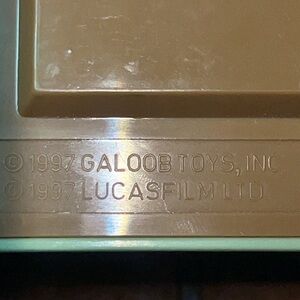 © 1997 GALOOB TOYS, INC
© 1997 LUCASFILM LTD